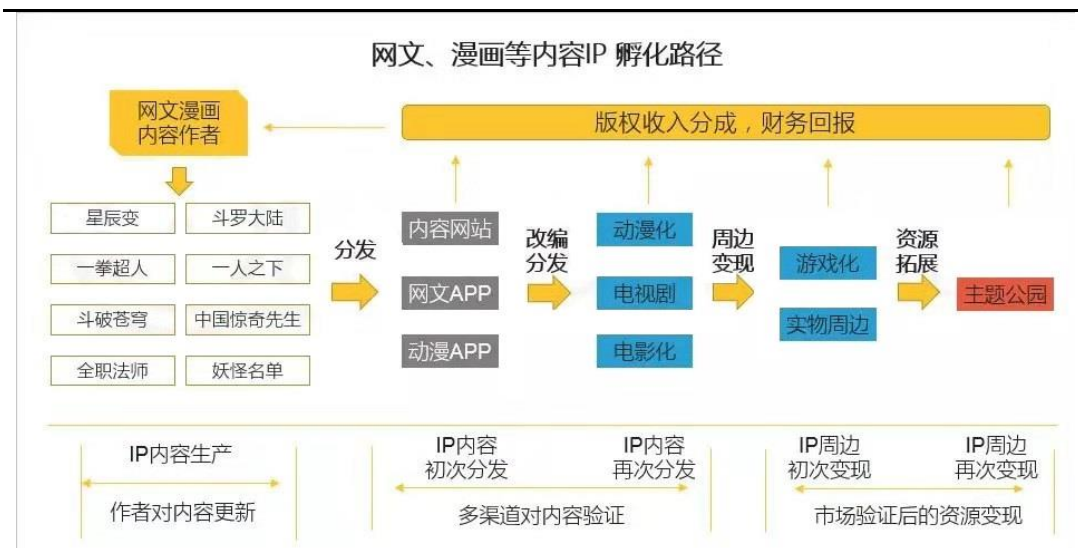 网文、漫画等内容IP 孵化路径
网文漫画
内容作者
版权收入分成，财务回报
星辰变
斗罗大陆
一拳超人
一人之下
斗破苍穹
中国惊奇先生
全职法师
妖怪名单
分发
内容网站
网文APP
动漫APP
改编
分发
动漫化
电视剧
电影化
周边
变现
游戏化
实物周边
资源
拓展
主题公园
IP内容生产
作者对内容更新
IP内容
初次分发
IP内容
再次分发
多渠道对内容验证
IP周边
初次变现
IP周边
再次变现
市场验证后的资源变现